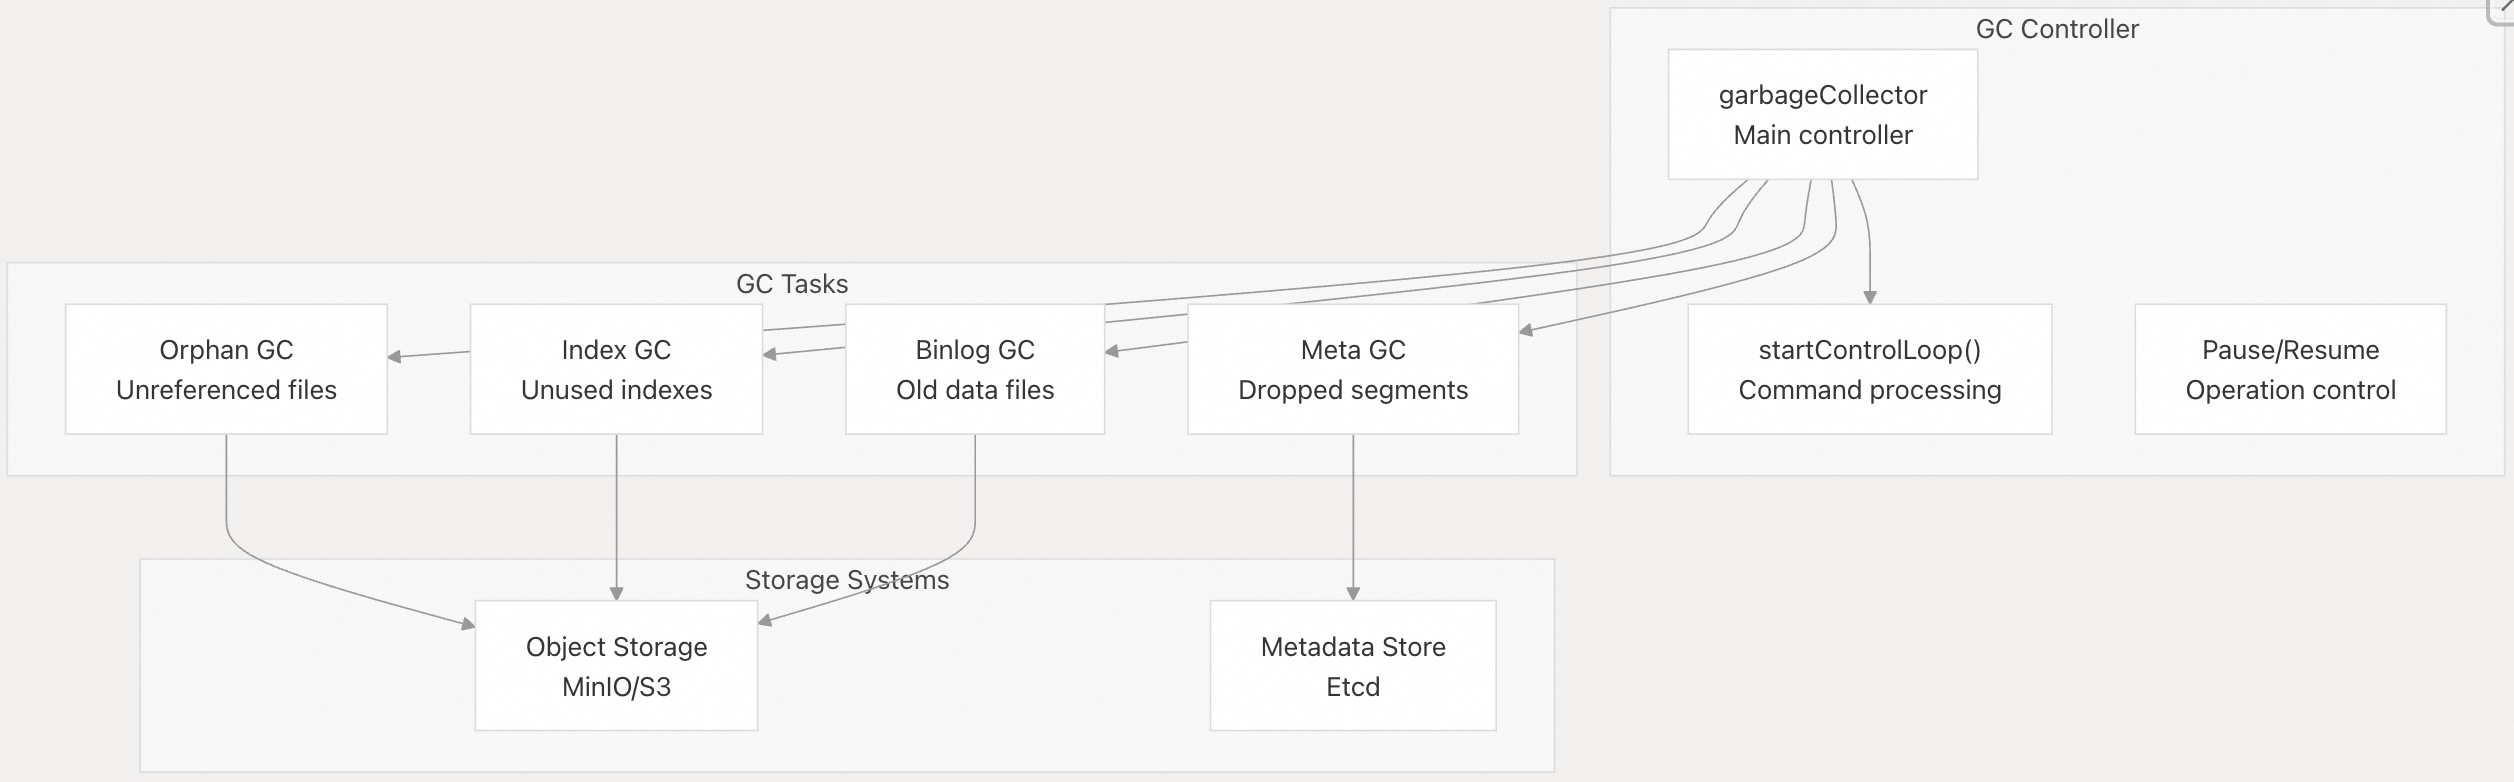 GC Controller
garbageCollector
Main controller
GC Tasks
Orphan GC
Unreferenced files
Index GC
Unused indexes
Binlog GC
Old data files
Meta GC
Dropped segments
startControlLoop()
Command processing
Pause/Resume
Operation control
Storage Systems
Object Storage
MinIO/S3
Metadata Store
Etcd